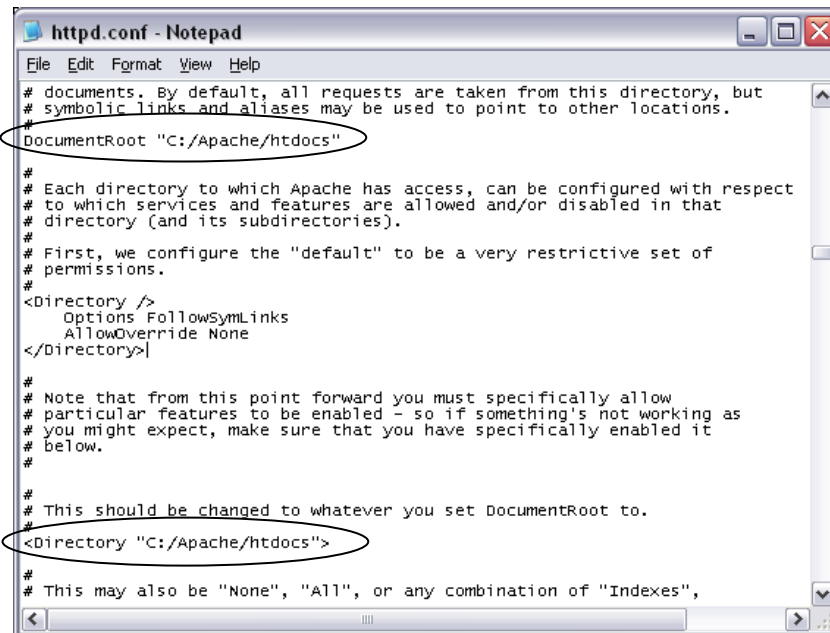 httpd.conf - Notepad
File Edit Format View Help
# documents. By default, all requests are taken from this directory, but
# symbolic links and aliases may be used to point to other locations.
#
DocumentRoot "C:/Apache/htdocs"
#
# Each directory to which Apache has access, can be configured with respect
# to which services and features are allowed and/or disabled in that
# directory (and its subdirectories).
#
# First, we configure the "default" to be a very restrictive set of
# permissions.
#
<Directory />
    Options FollowSymLinks
    AllowOverride None
</Directory>
#
# Note that from this point forward you must specifically allow
# particular features to be enabled - so if something's not working as
# you might expect, make sure that you have specifically enabled it
# below.
#
#
# This should be changed to whatever you set DocumentRoot to.
#
<Directory "C:/Apache/htdocs">
#
# This may also be "None", "All", or any combination of "Indexes",